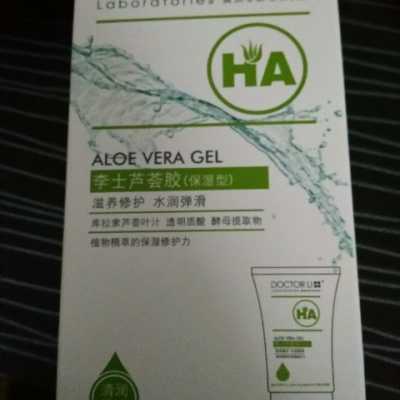 Laboratories
HA
ALOE VERA GEL
李士芦荟胶(保湿型)
滋养修护 水润弹滑
库拉索芦荟叶汁 透明质酸 酵母提取物
植物精萃的保湿修护力
DOCTOR LI
HA
ALOE VERA GEL
清润